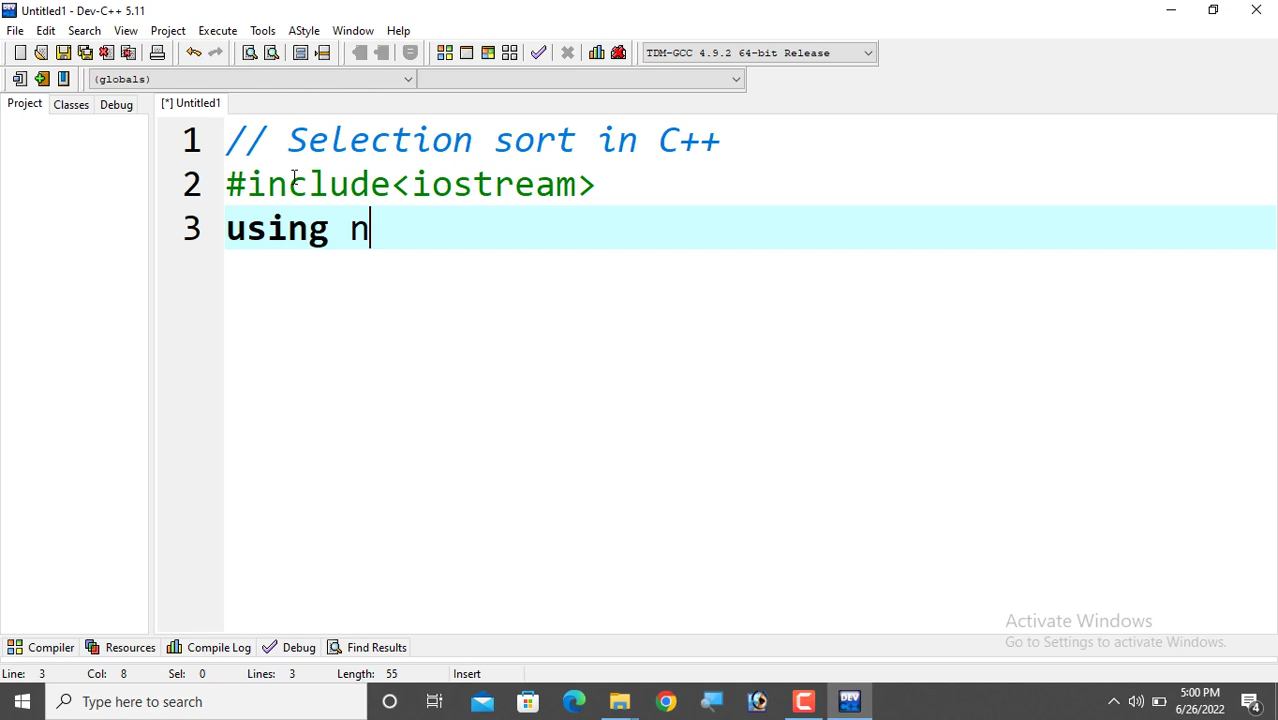 Untitled1 - Dev-C++ 5.11
File Edit Search View Project Execute Tools AStyle Window Help
TDM-GCC 4.9.2 64-bit Release
(globals)
Project Classes Debug [*] Untitled1
1 // Selection sort in C++
2 #include<iostream>
3 using n
Activate Windows
Go to Settings to activate Windows.
Compiler Resources Compile Log Debug Find Results
Line: 3 Col: 8 Sel: 0 Lines: 3 Length: 55 Insert
Type here to search
DEV
5:00 PM
6/26/2022
4